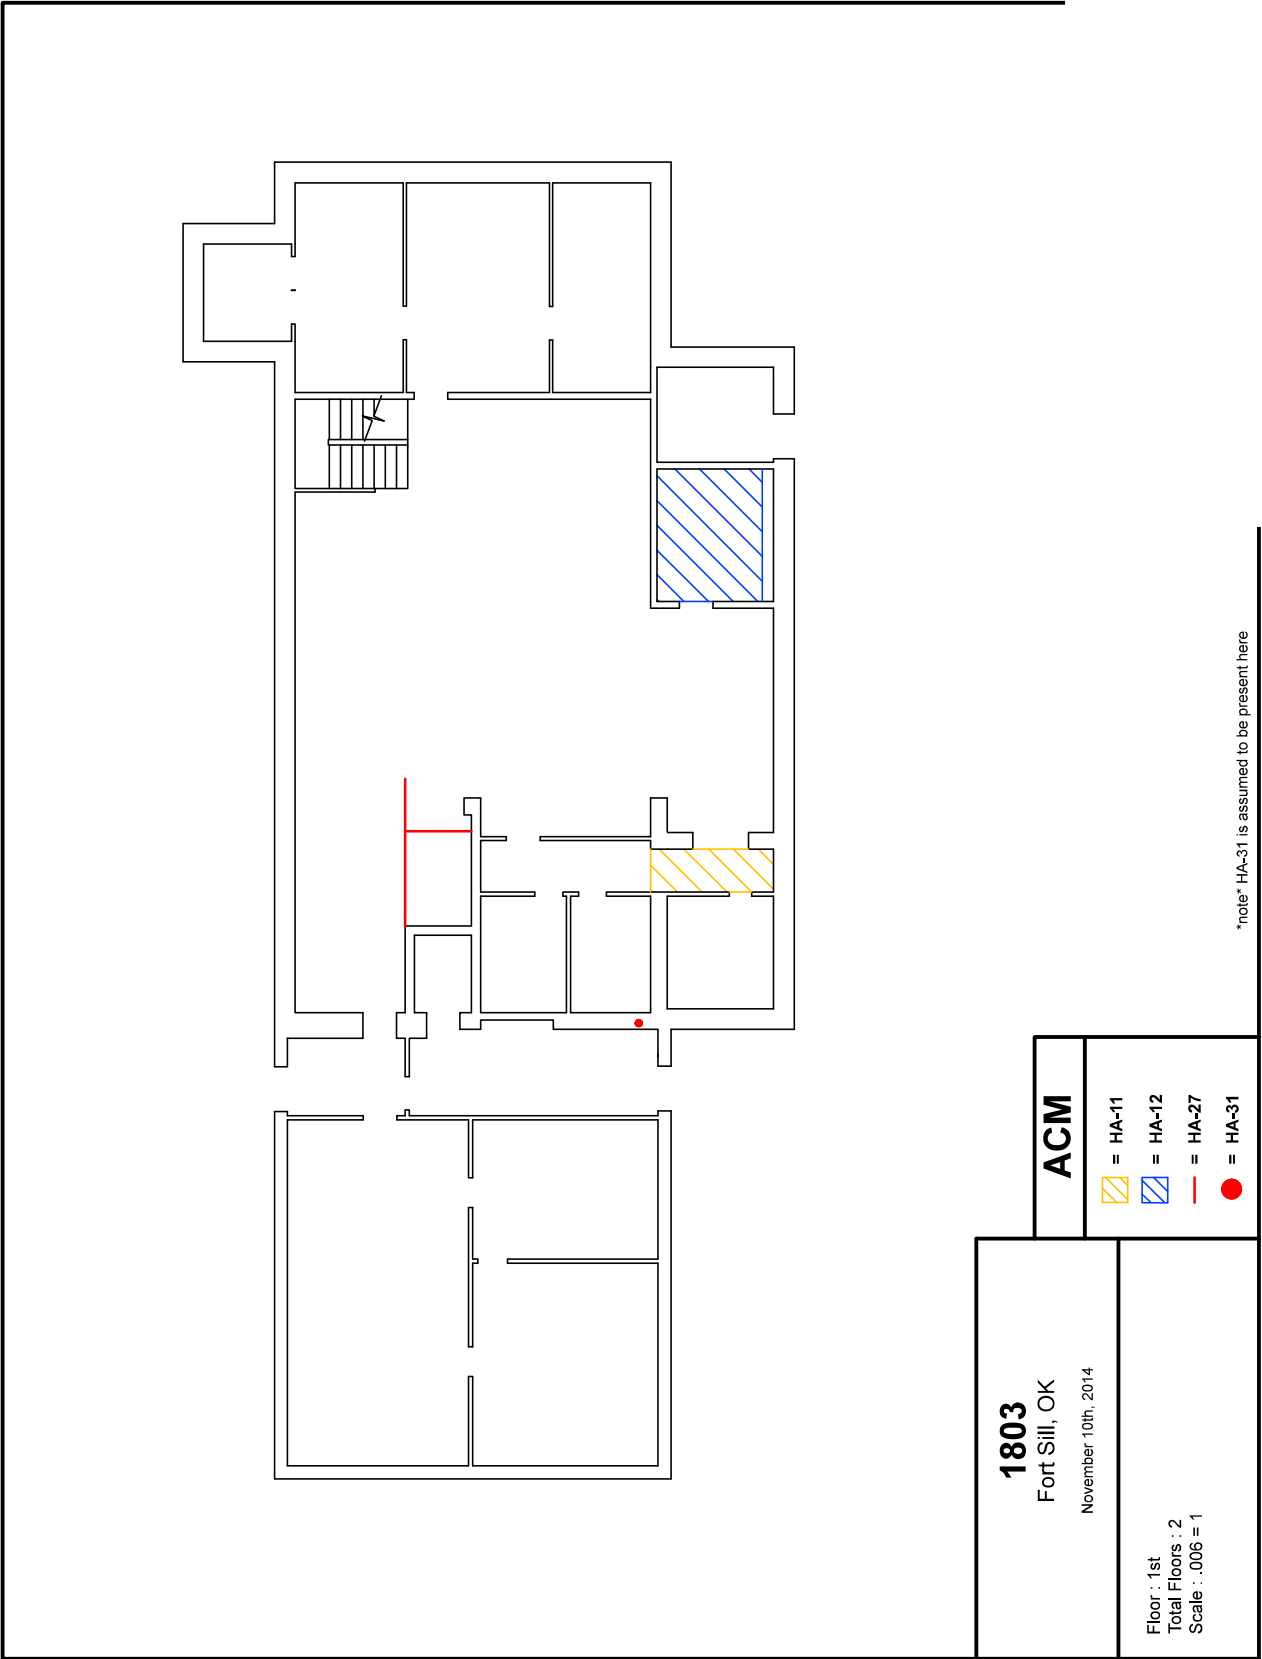 1803
Fort Sill, OK
November 10th, 2014
Floor : 1st
Total Floors : 2
Scale : .006 = 1
ACM
= HA-11
= HA-12
= HA-27
= HA-31
*note* HA-31 is assumed to be present here